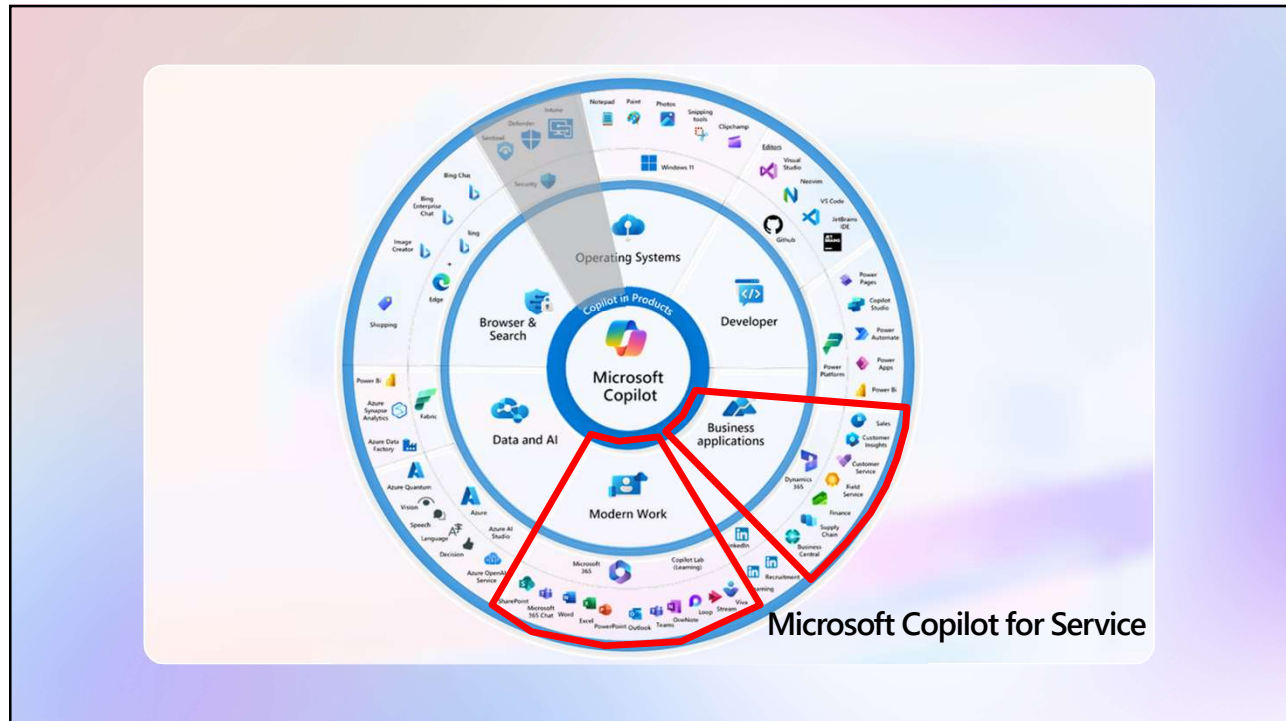 Copilot in Products
Microsoft
Copilot
Operating Systems
Developer
Business
applications
Modern Work
Data and AI
Browser &
Search
Intune
Defender
Sentinel
Security
Notepad
Paint
Photos
Snipping
tools
Clipchamp
Windows 11
Editors
Visual
Studio
Neovim
VS Code
JetBrains
IDE
JET
BRAINS
Github
Power
Pages
Copilot
Studio
Power
Automate
Power
Apps
Power Bi
Power
Platform
Sales
Customer
Insights
Customer
Service
Field
Service
Finance
Supply
Chain
Business
Central
Dynamics
365
LinkedIn
Recruitment
Learning
Copilot Lab
(Learning)
Microsoft
365
Viva
Stream
Loop
OneNote
Teams
Outlook
PowerPoint
Excel
Word
Microsoft
365 Chat
SharePoint
Azure OpenAI
Service
Decision
Language
Speech
Vision
Azure Quantum
Azure
Azure AI
Studio
Azure Data
Factory
Azure
Synapse
Analytics
Power Bi
Fabric
Shopping
Image
Creator
Bing
Enterprise
Chat
Bing Chat
Bing
+
Edge
Microsoft Copilot for Service